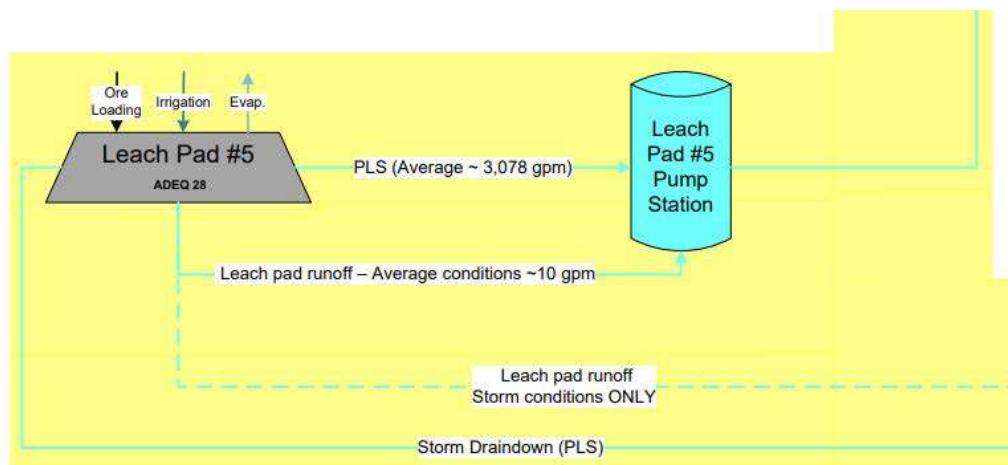 Ore
Loading
Irrigation
Evap.
Leach Pad #5
ADEQ 28
PLS (Average ~ 3,078 gpm)
Leach
Pad #5
Pump
Station
Leach pad runoff – Average conditions ~10 gpm
Leach pad runoff
Storm conditions ONLY
Storm Draindown (PLS)